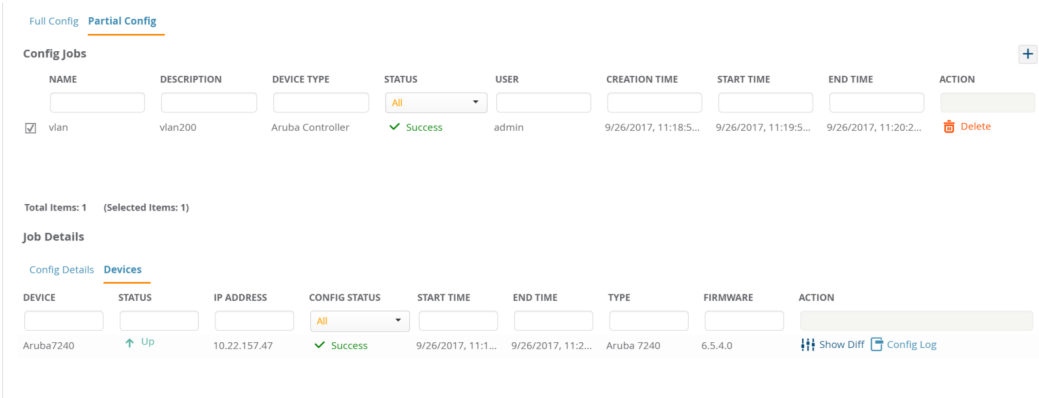 Full Config Partial Config
Config Jobs
NAME DESCRIPTION DEVICE TYPE STATUS USER CREATION TIME START TIME END TIME ACTION
All
vlan vlan200 Aruba Controller Success admin 9/26/2017, 11:18:5... 9/26/2017, 11:19:5... 9/26/2017, 11:20:2... Delete
Total Items: 1 (Selected Items: 1)
Job Details
Config Details Devices
DEVICE STATUS IP ADDRESS CONFIG STATUS START TIME END TIME TYPE FIRMWARE ACTION
All
Aruba7240 Up 10.22.157.47 Success 9/26/2017, 11:1... 9/26/2017, 11:2... Aruba 7240 6.5.4.0 Show Diff Config Log